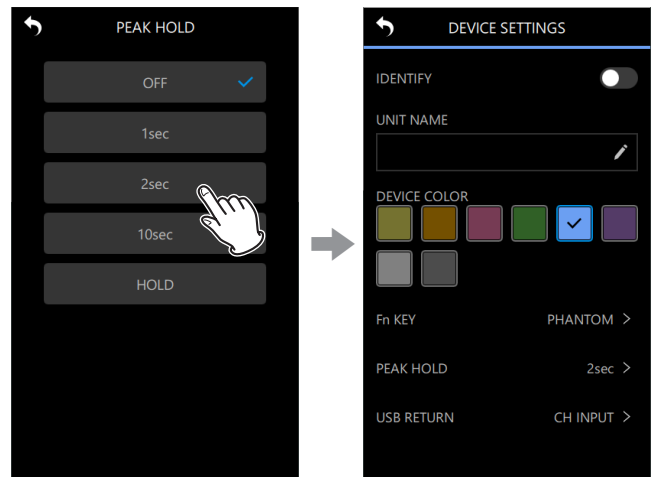 PEAK HOLD
OFF
1sec
2sec
10sec
HOLD
DEVICE SETTINGS
IDENTIFY
UNIT NAME
DEVICE COLOR
Fn KEY PHANTOM >
PEAK HOLD 2sec >
USB RETURN CH INPUT >